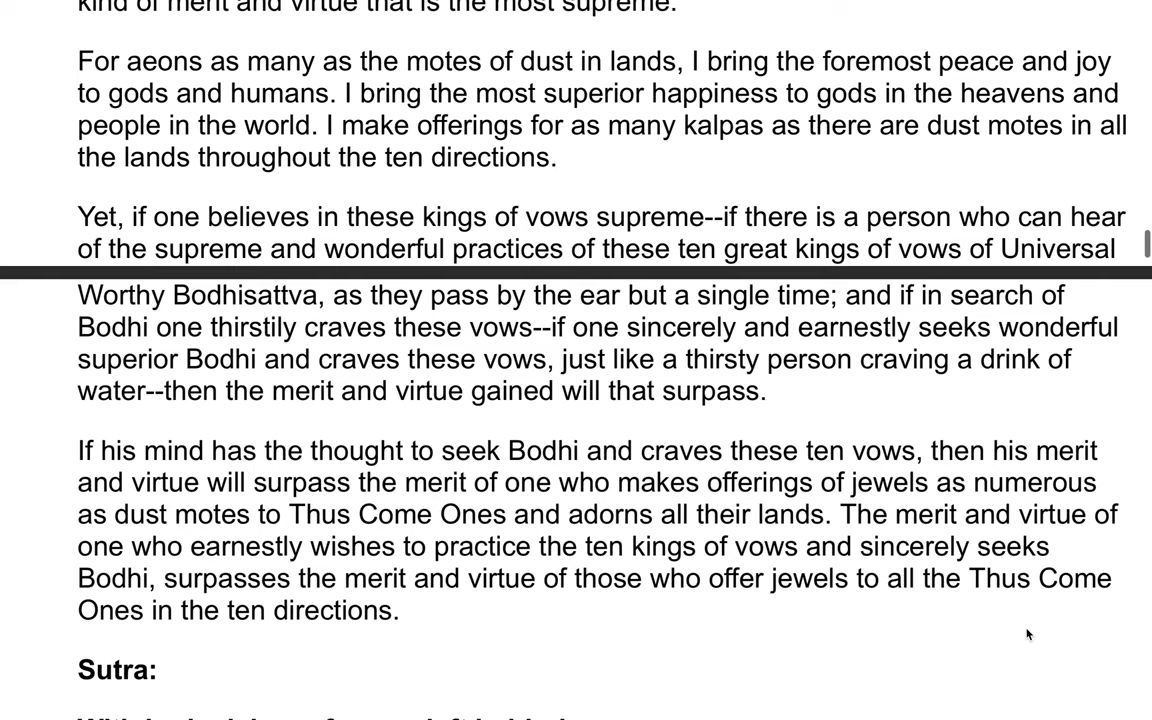 kind of merit and virtue that is the most supreme.
For aeons as many as the motes of dust in lands, I bring the foremost peace and joy
to gods and humans. I bring the most superior happiness to gods in the heavens and
people in the world. I make offerings for as many kalpas as there are dust motes in all
the lands throughout the ten directions.
Yet, if one believes in these kings of vows supreme--if there is a person who can hear
of the supreme and wonderful practices of these ten great kings of vows of Universal
Worthy Bodhisattva, as they pass by the ear but a single time; and if in search of
Bodhi one thirstily craves these vows--if one sincerely and earnestly seeks wonderful
superior Bodhi and craves these vows, just like a thirsty person craving a drink of
water--then the merit and virtue gained will that surpass.
If his mind has the thought to seek Bodhi and craves these ten vows, then his merit
and virtue will surpass the merit of one who makes offerings of jewels as numerous
as dust motes to Thus Come Ones and adorns all their lands. The merit and virtue of
one who earnestly wishes to practice the ten kings of vows and sincerely seeks
Bodhi, surpasses the merit and virtue of those who offer jewels to all the Thus Come
Ones in the ten directions.
Sutra: